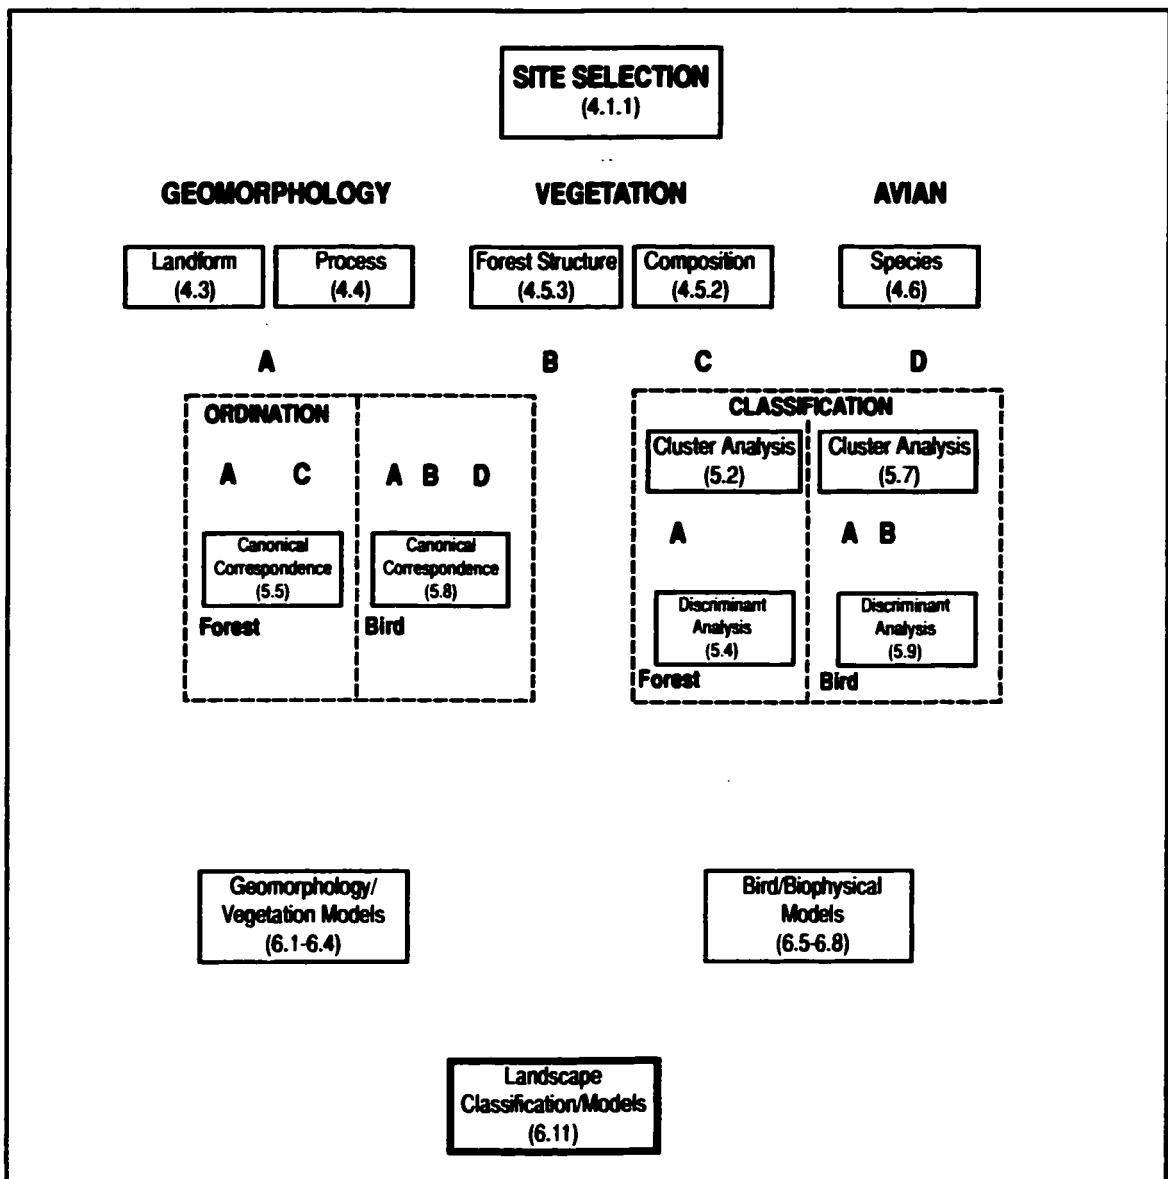 SITE SELECTION
(4.1.1)
GEOMORPHOLOGY
VEGETATION
AVIAN
Landform
(4.3)
Process
(4.4)
Forest Structure
(4.5.3)
Composition
(4.5.2)
Species
(4.6)
A
B
C
D
ORDINATION
A C
A B D
Canonical
Correspondence
(5.5)
Canonical
Correspondence
(5.8)
Forest
Bird
CLASSIFICATION
Cluster Analysis
(5.2)
Cluster Analysis
(5.7)
A
A B
Discriminant
Analysis
(5.4)
Discriminant
Analysis
(5.9)
Forest
Bird
Geomorphology/
Vegetation Models
(6.1-6.4)
Bird/Biophysical
Models
(6.5-6.8)
Landscape
Classification/Models
(6.11)